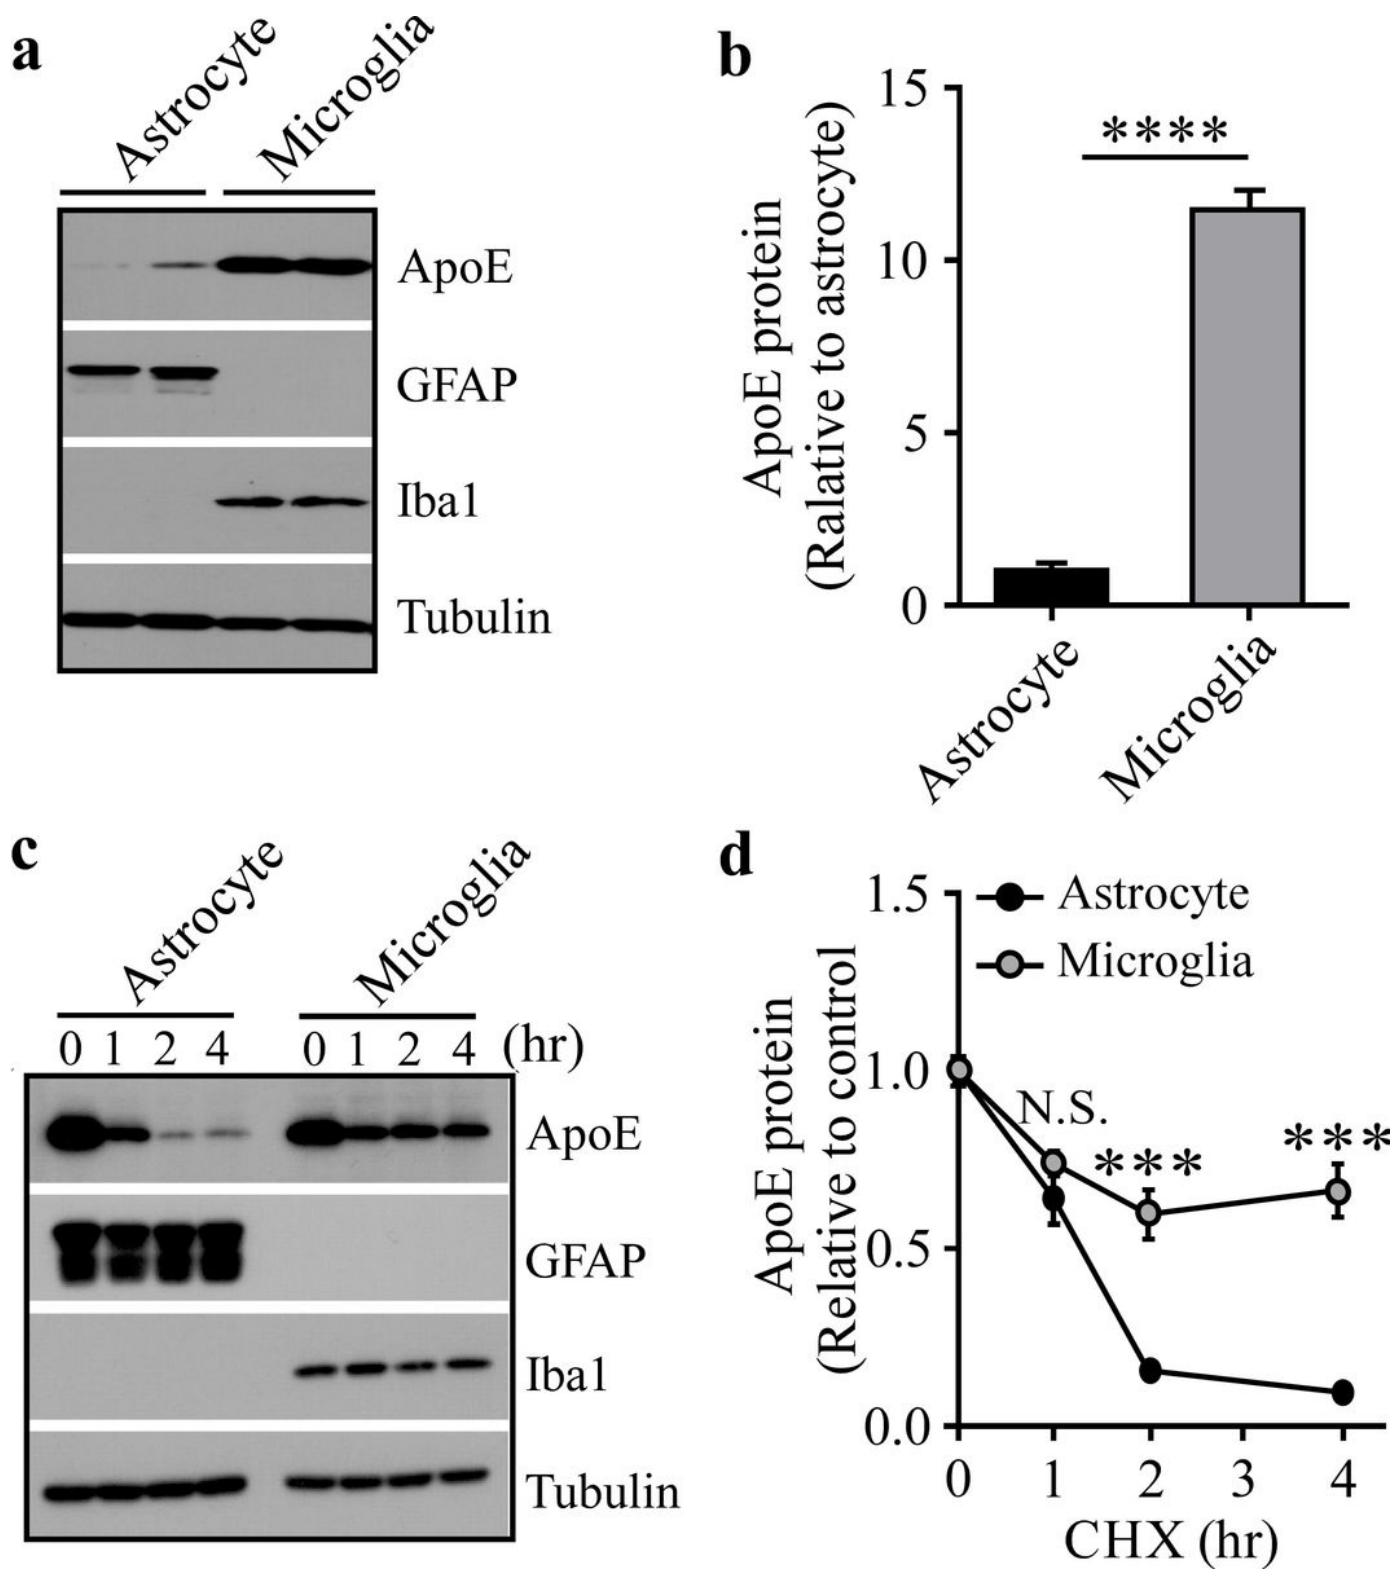 a
Astrocyte
Microglia
ApoE
GFAP
Iba1
Tubulin
b
ApoE protein
(Ralative to astrocyte)
15
10
5
0
****
Astrocyte
Microglia
c
Astrocyte
Microglia
0 1 2 4 0 1 2 4 (hr)
ApoE
GFAP
Iba1
Tubulin
d
ApoE protein
(Relative to control
1.5
1.0
0.5
0.0
Astrocyte
Microglia
N.S.
***
***
0 1 2 3 4
CHX (hr)